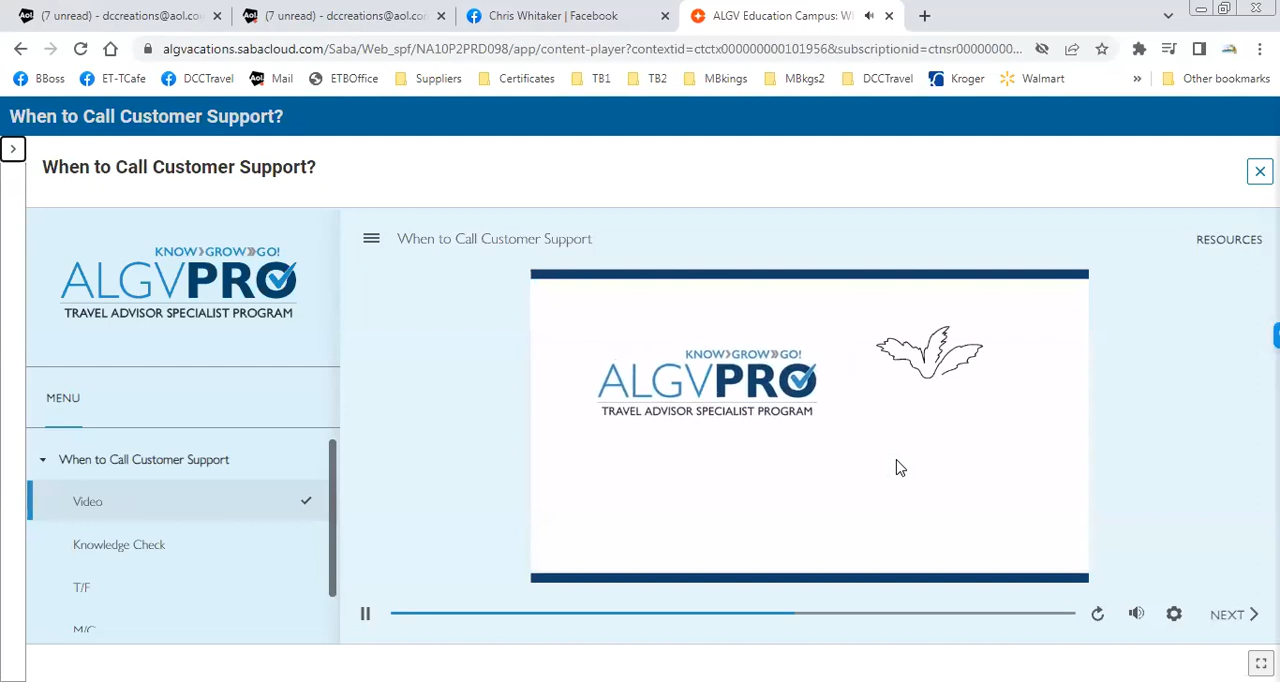 (7 unread) - dccreations@aol.co
(7 unread) - dccreations@aol.com
Chris Whitaker | Facebook
ALGV Education Campus: W
algvacations.sabacloud.com/Saba/Web_spf/NA10P2PRD098/app/content-player?contextid=ctctx000000000101956&subscriptionid=ctnsr00000000...
BBoss
ET-TCafe
DCCTravel
Aol.
Mail
ETBOffice
Suppliers
Certificates
TB1
TB2
MBkings
MBkgs2
DCCTravel
Kroger
Walmart
»
Other bookmarks
When to Call Customer Support?
When to Call Customer Support?
KNOW»GROW»GO!
ALGVPRO
TRAVEL ADVISOR SPECIALIST PROGRAM
When to Call Customer Support
RESOURCES
KNOW»GROW»GO!
ALGVPRO
TRAVEL ADVISOR SPECIALIST PROGRAM
MENU
When to Call Customer Support
Video
Knowledge Check
T/F
M/C
NEXT